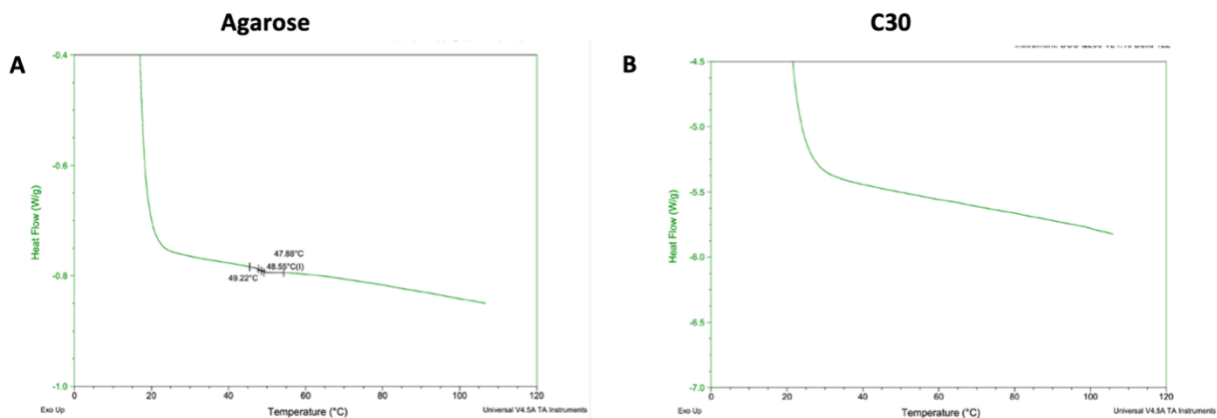 Agarose
C30
A
B
-0.4
-0.6
-0.8
-1.0
Heat Flow (W/g)
47.88°C
48.55°C(I)
49.22°C
0
20
40
60
80
100
120
Exo Up
Temperature (°C)
Universal V4.5A TA Instruments
-4.5
-5.0
-5.5
-6.0
-6.5
-7.0
Heat Flow (W/g)
0
20
40
60
80
100
120
Exo Up
Temperature (°C)
Universal V4.5A TA Instruments